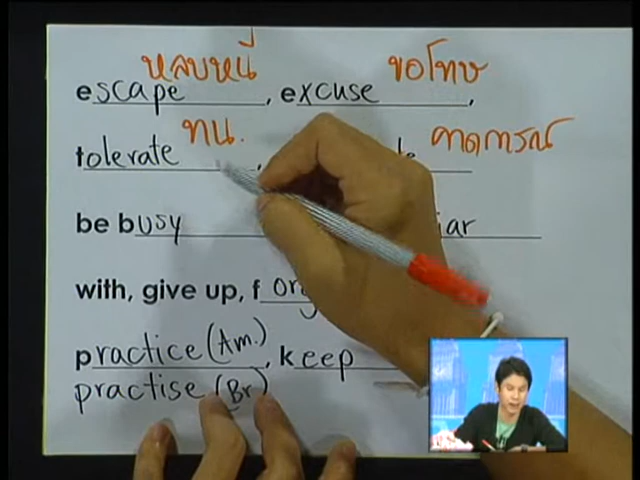 หลบหนี ขอโทษ
escape, excuse,
ทน. คาดการณ์
tolerate
be busy
with, give up,
practice (Am.), keep
practise (Br)